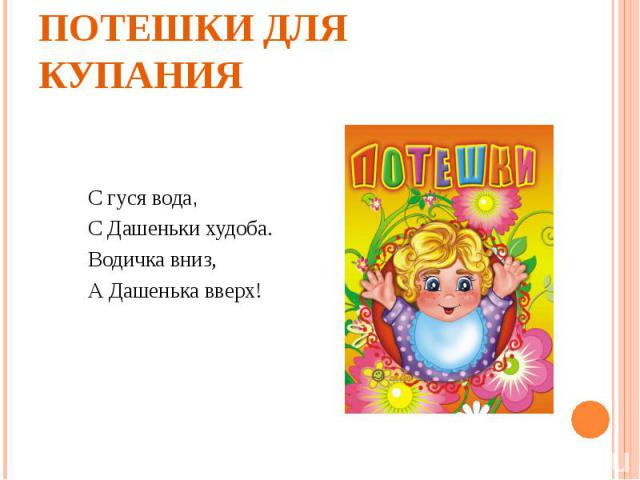 ПОТЕШКИ ДЛЯ
КУПАНИЯ
С гуся вода,
С Дашеньки худоба.
Водичка вниз,
А Дашенька вверх!
ПОТЕШКИ